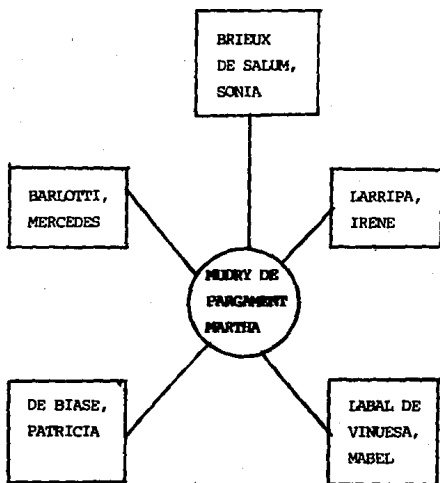 BRIEUX
DE SALUM,
SONIA
BARLOTTI,
MERCEDES
LARRIPA,
IRENE
MUDRY DE
PARGAMENT
MARTHA
DE BIASE,
PATRICIA
LABAL DE
VINUESA,
MABEL